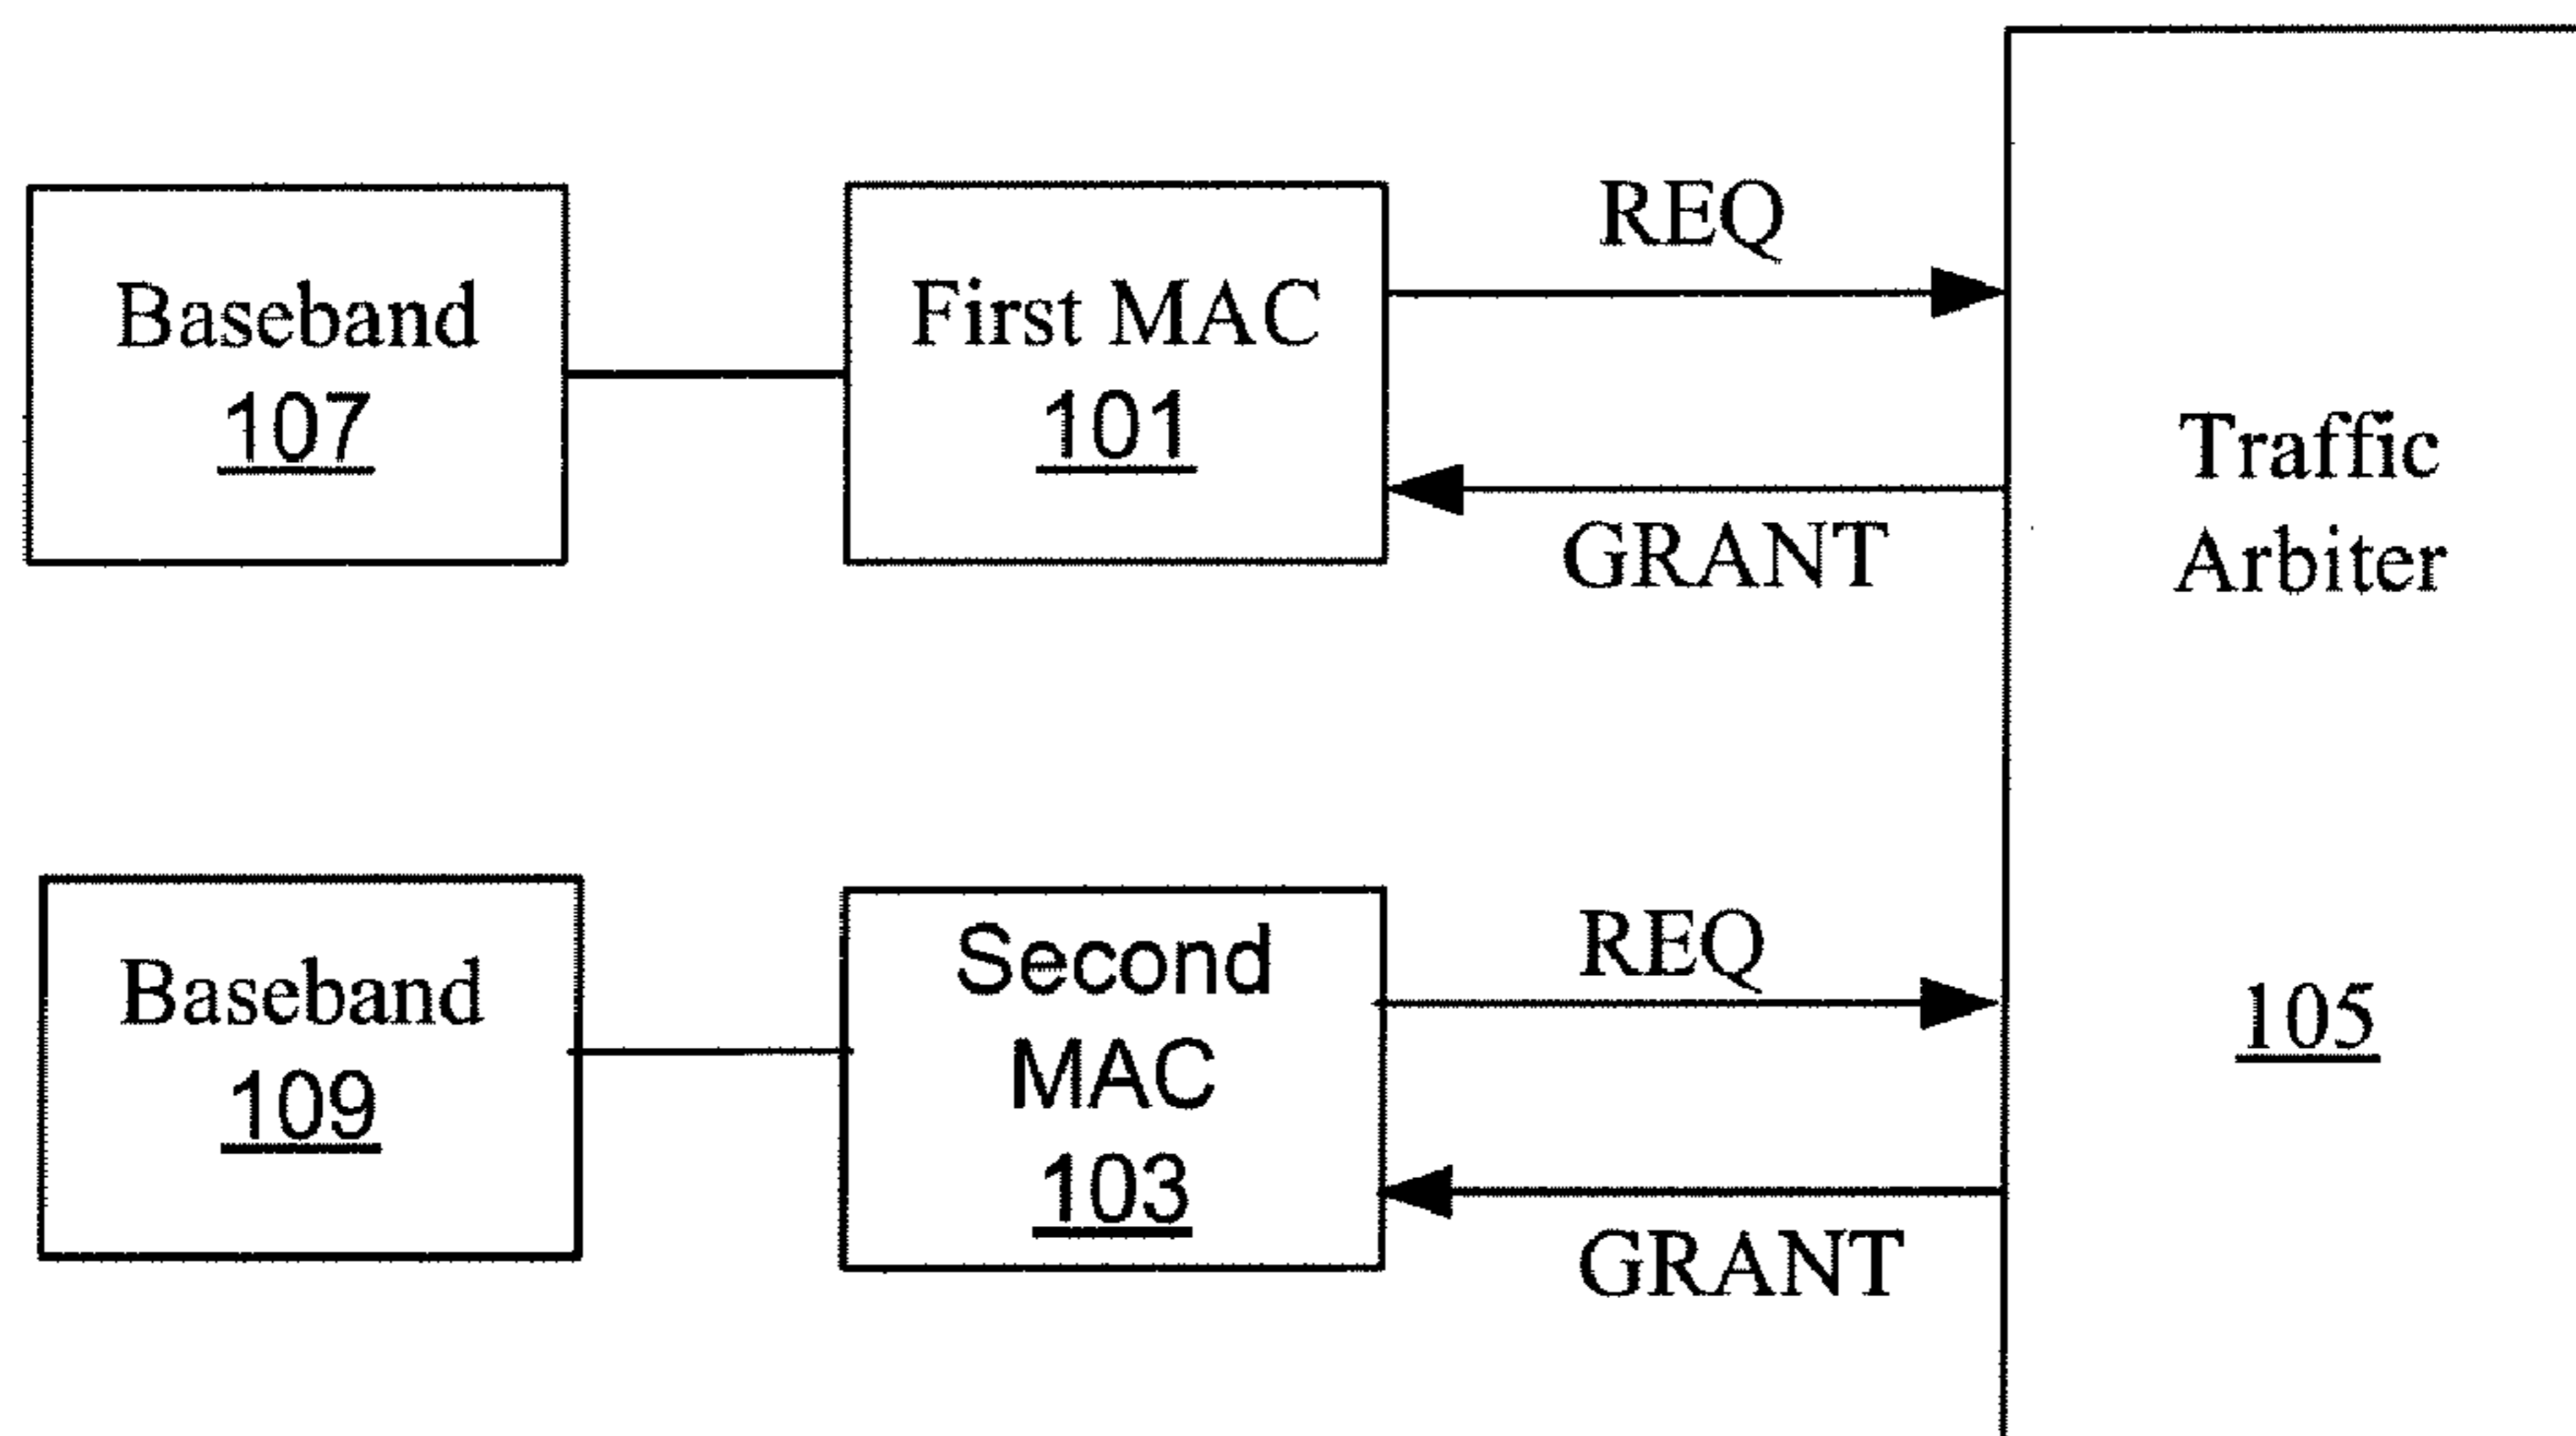 Baseband
107
First MAC
101
REQ
GRANT
Traffic
Arbiter
105
Baseband
109
Second
MAC
103
REQ
GRANT